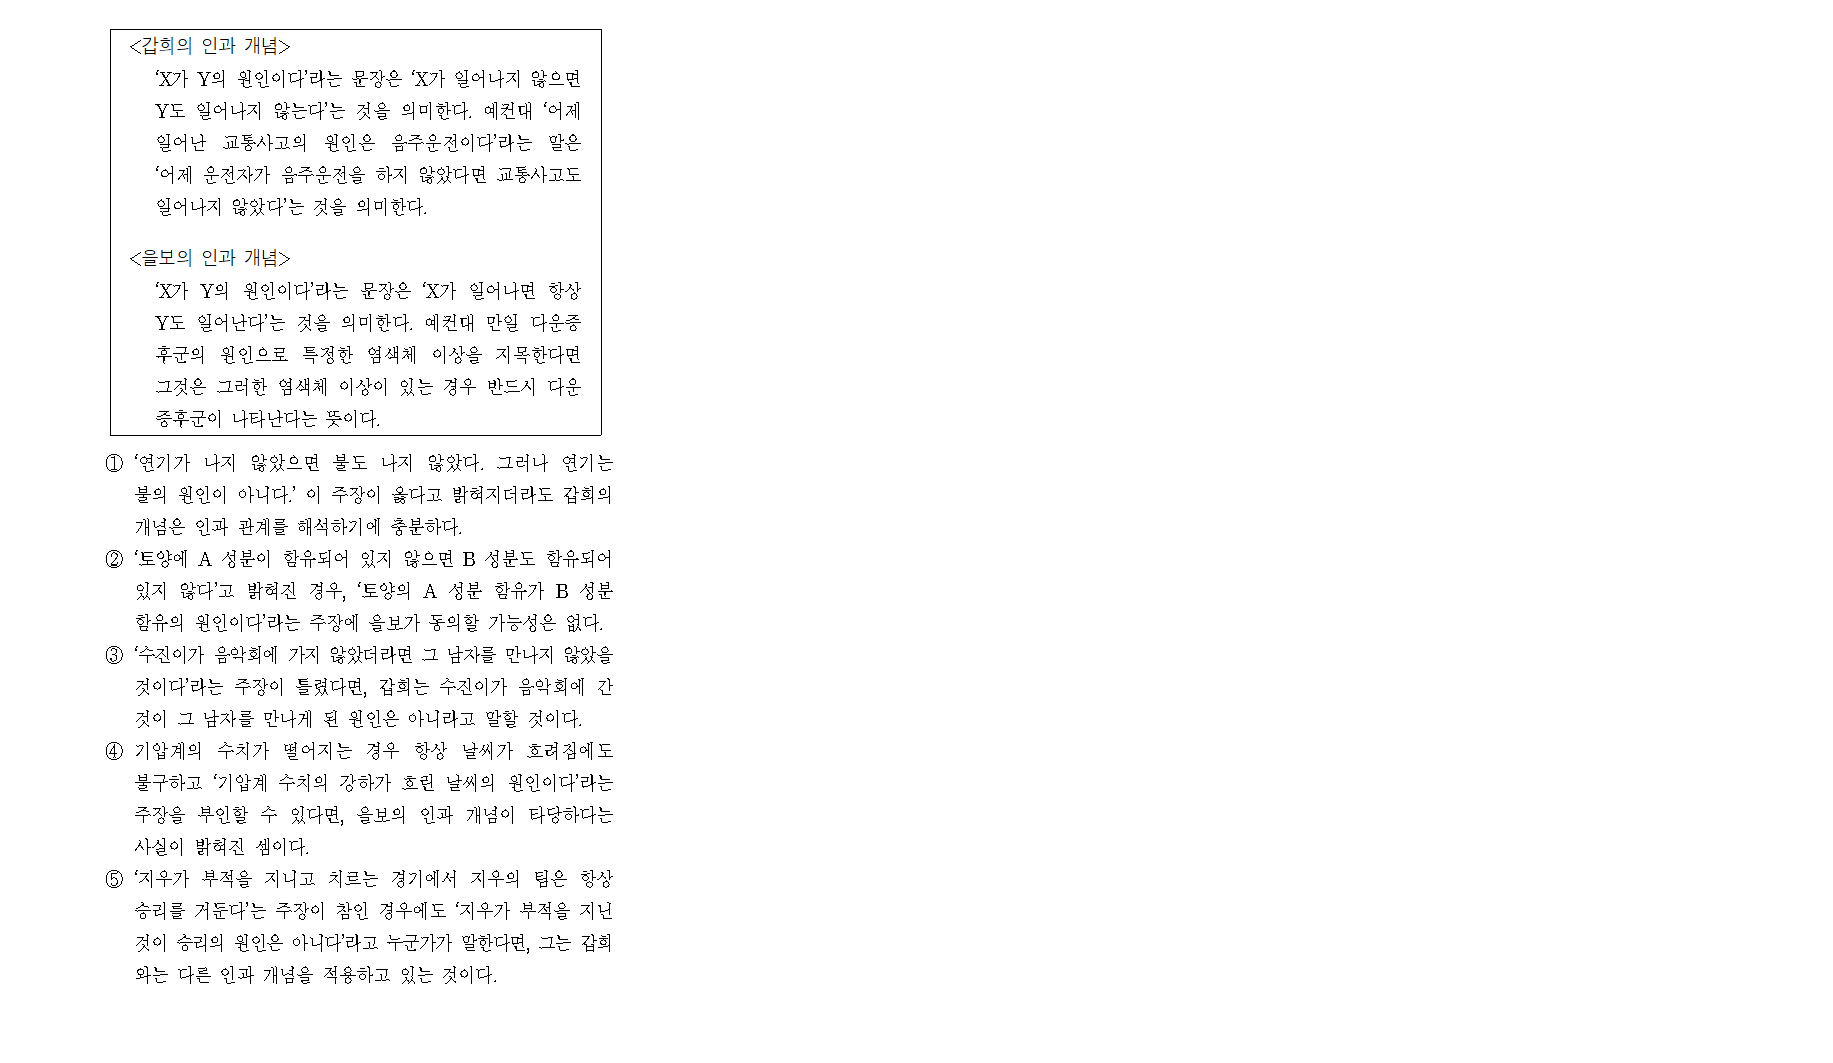 <갑희의 인과 개념>
‘X가 Y의 원인이다’라는 문장은 ‘X가 일어나지 않으면
Y도 일어나지 않는다’는 것을 의미한다. 예컨대 ‘어제
일어난 교통사고의 원인은 음주운전이다’라는 말은
‘어제 운전자가 음주운전을 하지 않았다면 교통사고도
일어나지 않았다’는 것을 의미한다.
<을보의 인과 개념>
‘X가 Y의 원인이다’라는 문장은 ‘X가 일어나면 항상
Y도 일어난다’는 것을 의미한다. 예컨대 만일 다운증
후군의 원인으로 특정한 염색체 이상을 지목한다면
그것은 그러한 염색체 이상이 있는 경우 반드시 다운
증후군이 나타난다는 뜻이다.
① ‘연기가 나지 않았으면 불도 나지 않았다. 그러나 연기는
불의 원인이 아니다.’ 이 주장이 옳다고 밝혀지더라도 갑희의
개념은 인과 관계를 해석하기에 충분하다.
② ‘토양에 A 성분이 함유되어 있지 않으면 B 성분도 함유되어
있지 않다’고 밝혀진 경우, ‘토양의 A 성분 함유가 B 성분
함유의 원인이다’라는 주장에 을보가 동의할 가능성은 없다.
③ ‘수진이가 음악회에 가지 않았더라면 그 남자를 만나지 않았을
것이다’라는 주장이 틀렸다면, 갑희는 수진이가 음악회에 간
것이 그 남자를 만나게 된 원인은 아니라고 말할 것이다.
④ 기압계의 수치가 떨어지는 경우 항상 날씨가 흐려짐에도
불구하고 ‘기압계 수치의 강하가 흐린 날씨의 원인이다’라는
주장을 부인할 수 있다면, 을보의 인과 개념이 타당하다는
사실이 밝혀진 셈이다.
⑤ ‘지우가 부적을 지니고 치르는 경기에서 지우의 팀은 항상
승리를 거둔다’는 주장이 참인 경우에도 ‘지우가 부적을 지닌
것이 승리의 원인은 아니다’라고 누군가가 말한다면, 그는 갑희
와는 다른 인과 개념을 적용하고 있는 것이다.